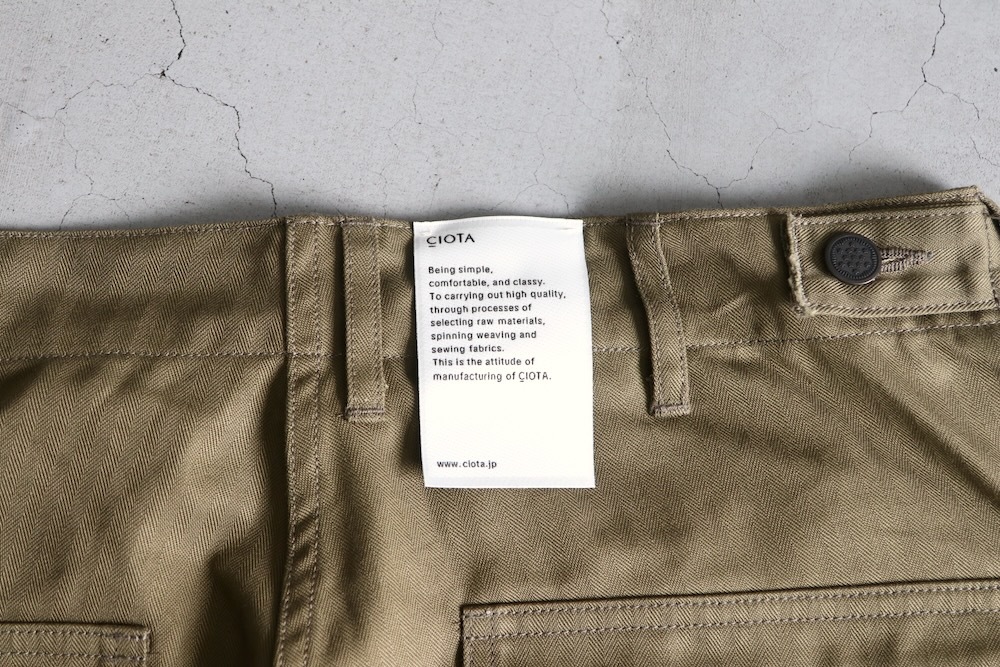 ÇIOTA
Being simple,
comfortable, and classy.
To carrying out high quality,
through processes of
selecting raw materials,
spinning weaving and
sewing fabrics.
This is the attitude of
manufacturing of ÇIOTA.
www.ciota.jp